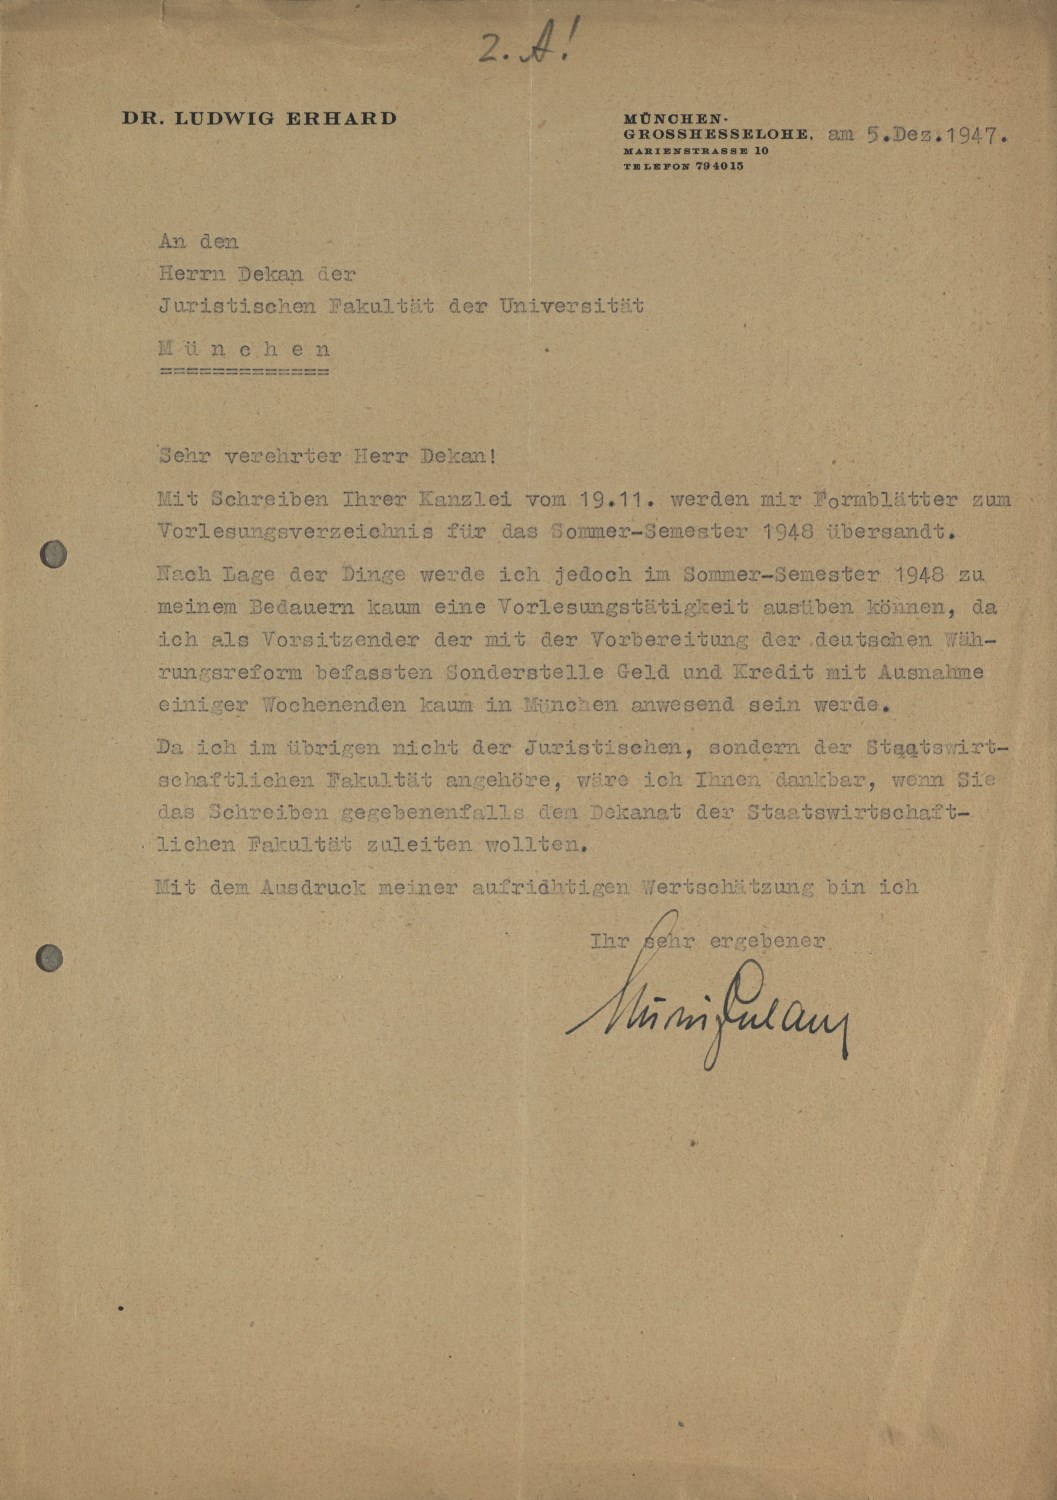 2. A!
DR. LUDWIG ERHARD
MÜNCHEN-
GROSSHESSELOHE, am 5.Dez.1947.
MARIENSTRASSE 10
TELEFON 794015
An den
Herrn Dekan der
Juristischen Fakultät der Universität
M ü n c h e n
=============
Sehr verehrter Herr Dekan!
Mit Schreiben Ihrer Kanzlei vom 19.11. werden mir Formblätter zum
Vorlesungsverzeichnis für das Sommer-Semester 1948 übersandt.
Nach Lage der Dinge werde ich jedoch im Sommer-Semester 1948 zu
meinem Bedauern kaum eine Vorlesungstätigkeit ausüben können, da
ich als Vorsitzender der mit der Vorbereitung der deutschen Wäh-
rungsreform befassten Sonderstelle Geld und Kredit mit Ausnahme
einiger Wochenenden kaum in München anwesend sein werde.
Da ich im übrigen nicht der Juristischen, sondern der Staatswirt-
schaftlichen Fakultät angehöre, wäre ich Ihnen dankbar, wenn Sie
das Schreiben gegebenenfalls dem Dekanat der Staatswirtschaft-
lichen Fakultät zuleiten wollten.
Mit dem Ausdruck meiner aufridhtigen Wertschätzung bin ich
Ihr sehr ergebener